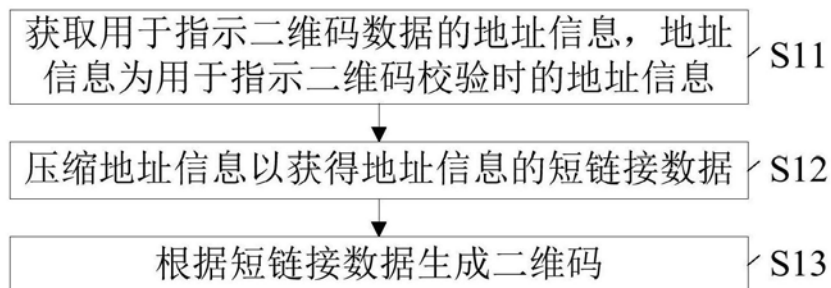 获取用于指示二维码数据的地址信息，地址
信息为用于指示二维码校验时的地址信息
S11
压缩地址信息以获得地址信息的短链接数据
S12
根据短链接数据生成二维码
S13